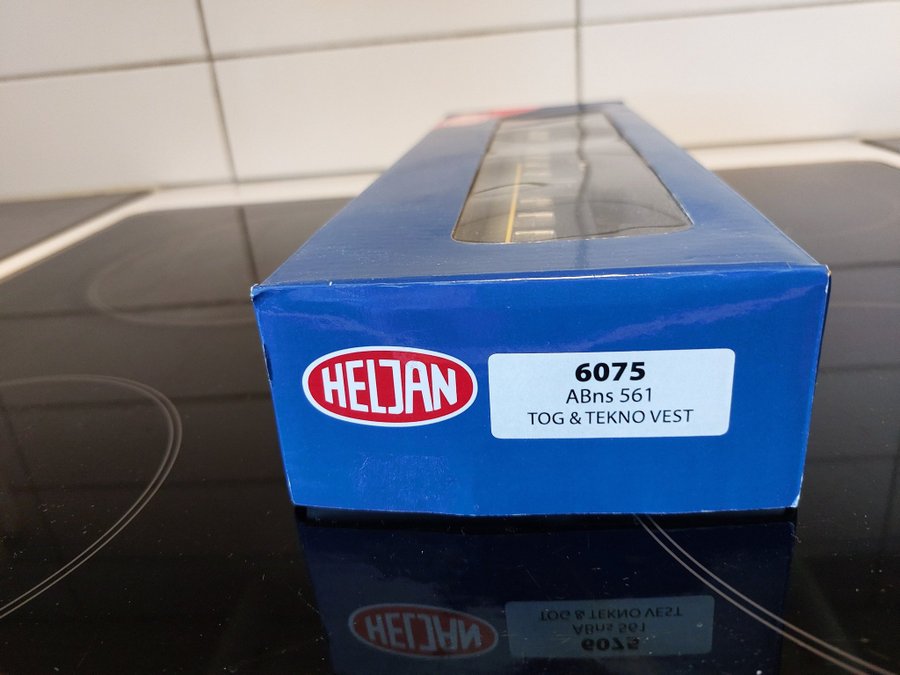 HELJAN
6075
ABns 561
TOG & TEKNO VEST